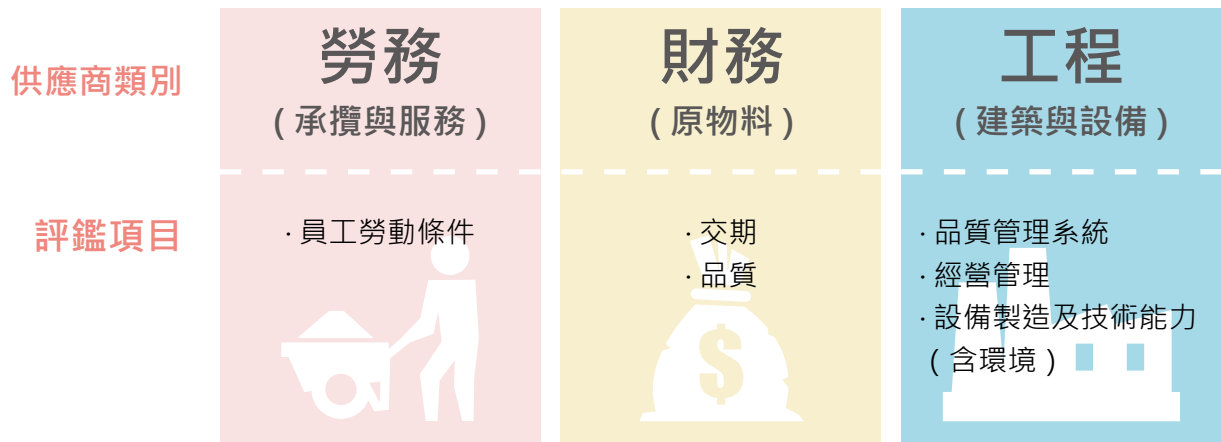 供應商類別
勞務
(承攬與服務)
財務
(原物料)
工程
(建築與設備)
評鑑項目
·員工勞動條件
·交期
·品質
·品質管理系統
·經營管理
·設備製造及技術能力
(含環境)
$